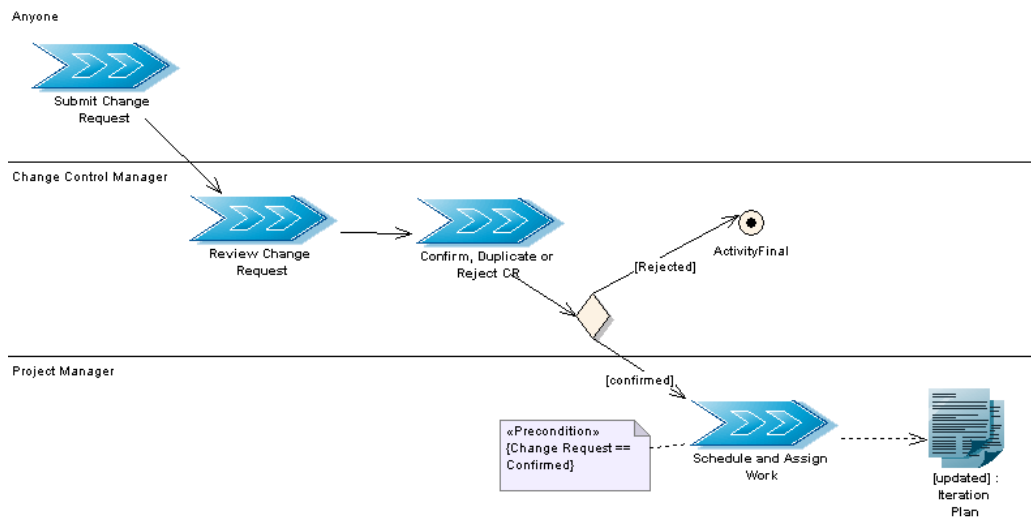 Anyone
Submit Change
Request
Change Control Manager
Review Change
Request
Confirm, Duplicate or
Reject CR
ActivityFinal
[Rejected]
Project Manager
[confirmed]
«Precondition»
{Change Request ==
Confirmed}
Schedule and Assign
Work
[updated] :
Iteration
Plan